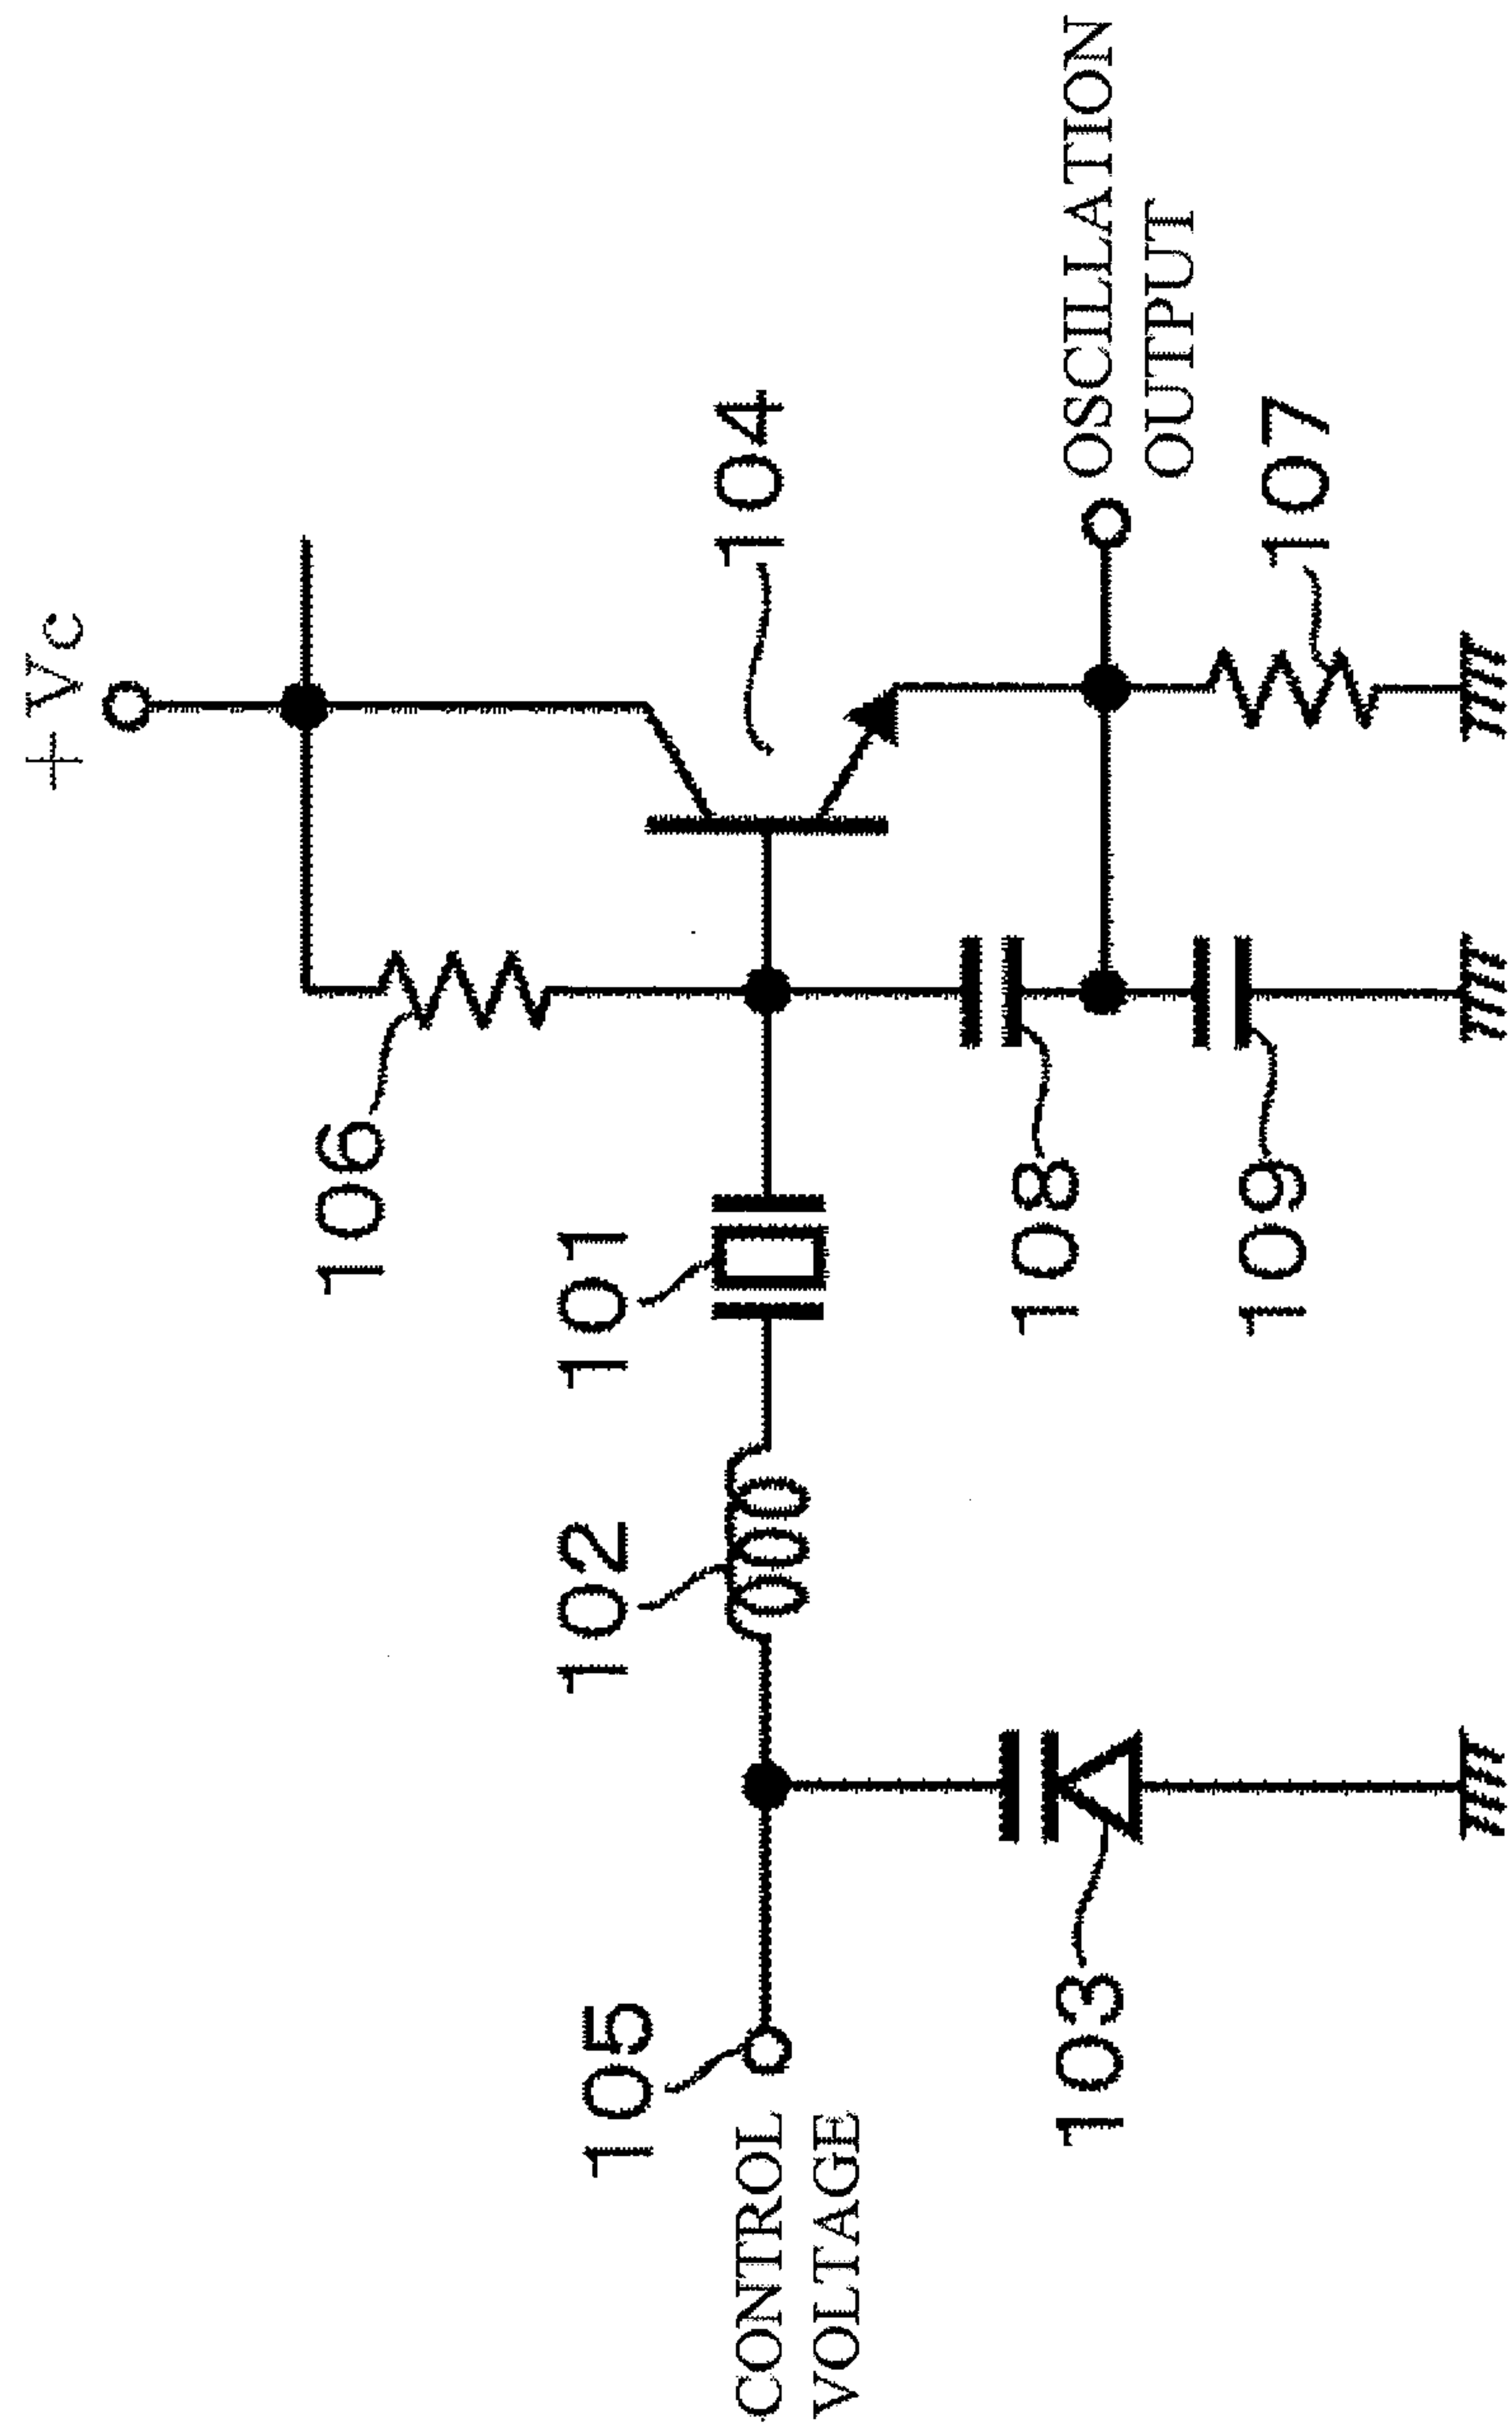 +Vc
106
104
101
102
105
CONTROL
VOLTAGE
OSCILLATION
OUTPUT
108
107
103
109